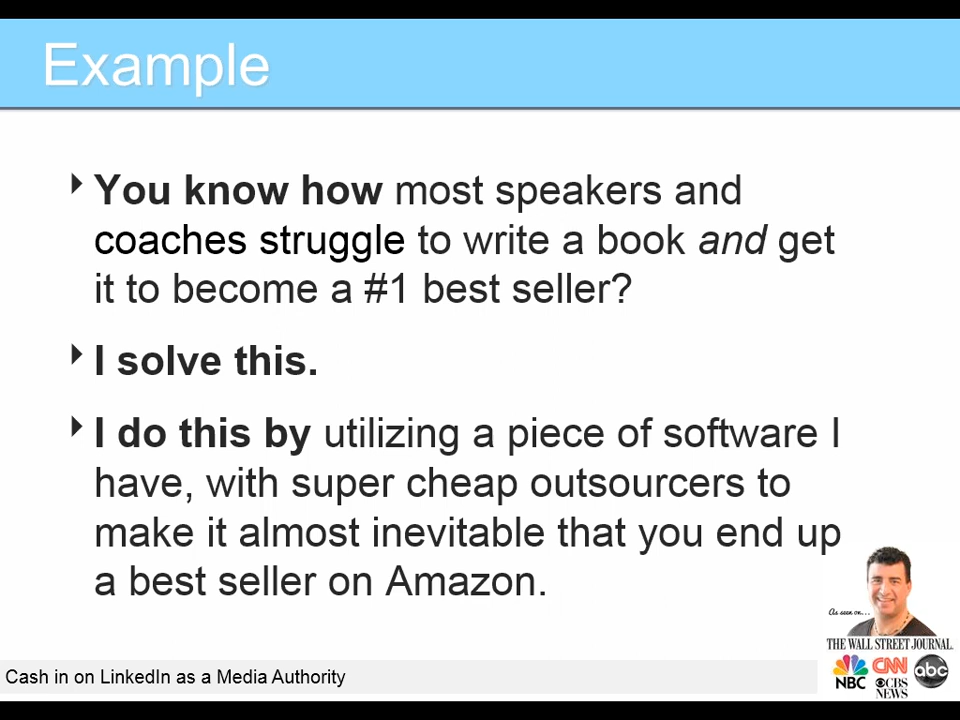 Example
You know how most speakers and
coaches struggle to write a book and get
it to become a #1 best seller?
I solve this.
I do this by utilizing a piece of software I
have, with super cheap outsourcers to
make it almost inevitable that you end up
a best seller on Amazon.
As seen on...
THE WALL STREET JOURNAL.
Cash in on LinkedIn as a Media Authority
NBC CNN CBS NEWS abc